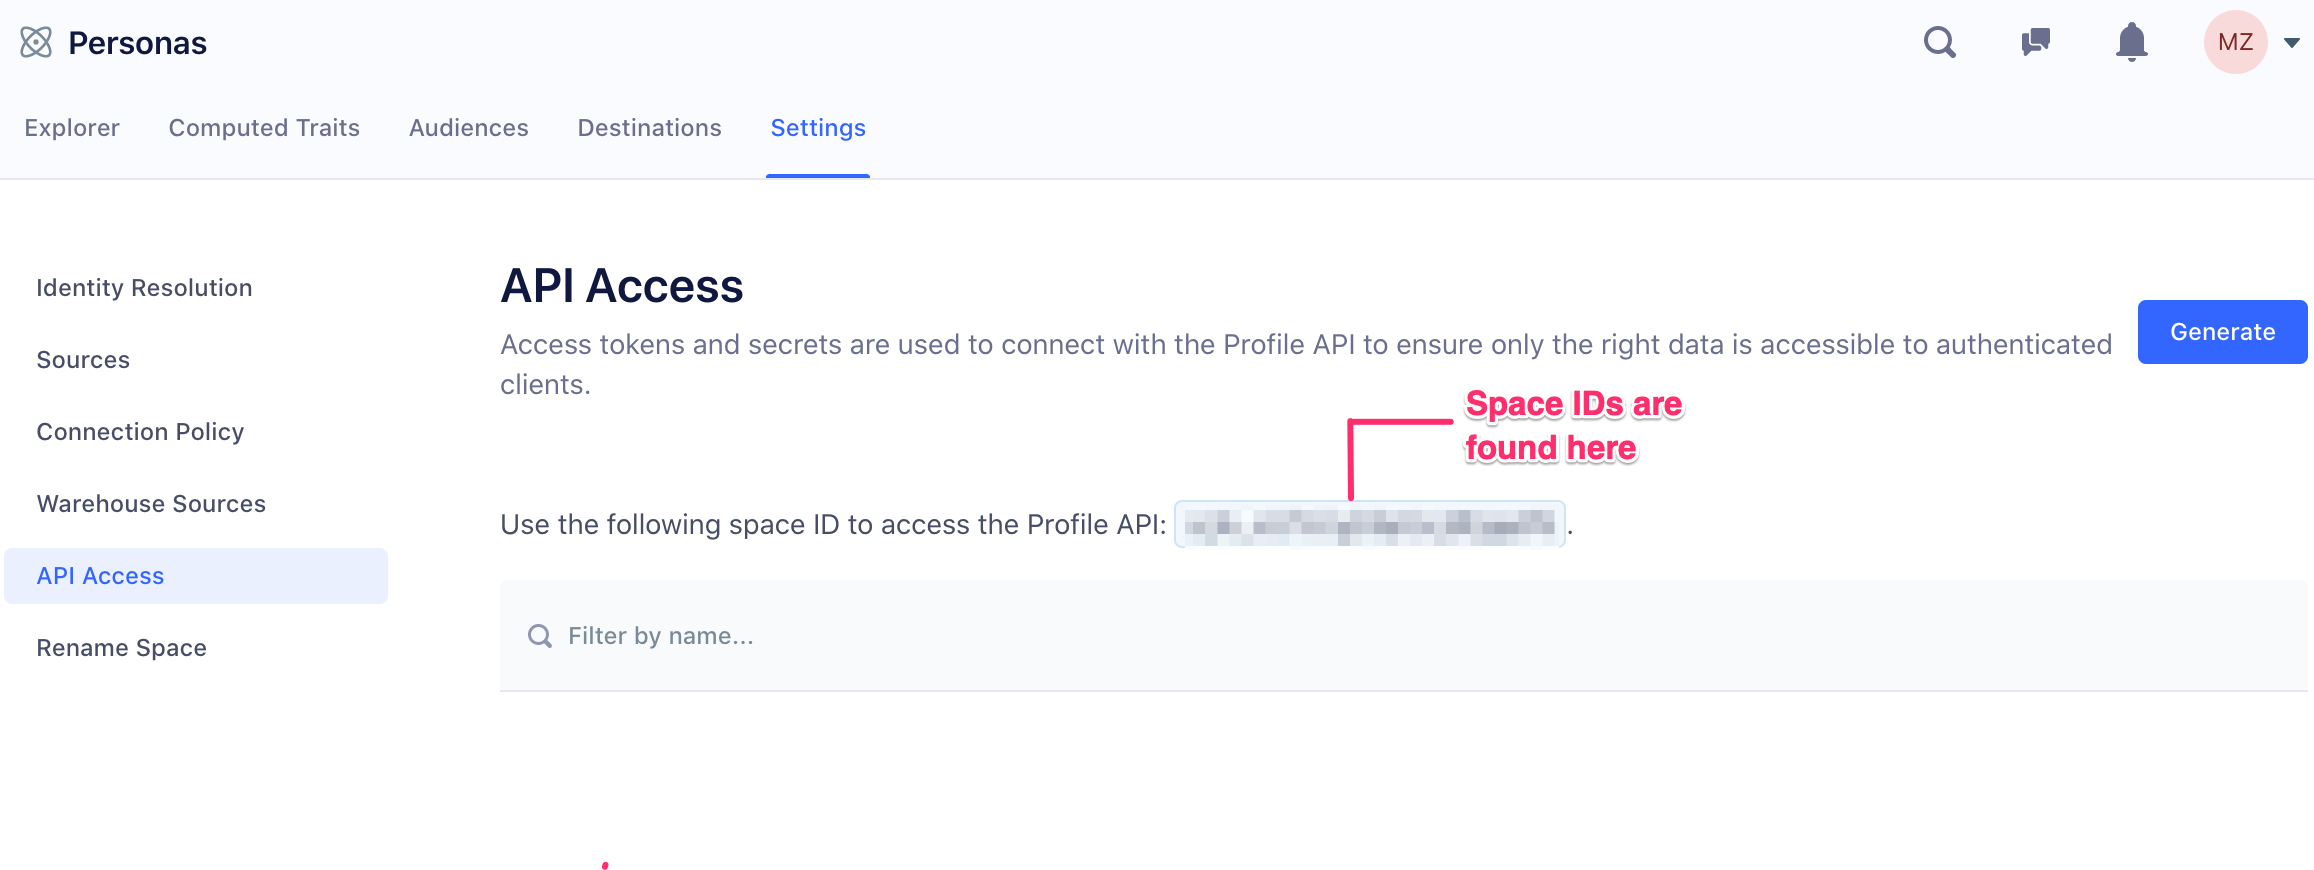 Personas
MZ
Explorer Computed Traits Audiences Destinations Settings
Identity Resolution
Sources
Connection Policy
Warehouse Sources
API Access
Rename Space
API Access
Access tokens and secrets are used to connect with the Profile API to ensure only the right data is accessible to authenticated
clients.
Generate
Space IDs are
found here
Use the following space ID to access the Profile API: .
Filter by name...